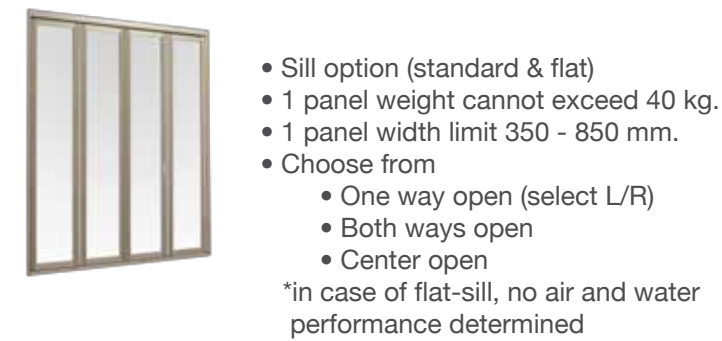 • Sill option (standard & flat)
• 1 panel weight cannot exceed 40 kg.
• 1 panel width limit 350 - 850 mm.
• Choose from
• One way open (select L/R)
• Both ways open
• Center open
*in case of flat-sill, no air and water
performance determined